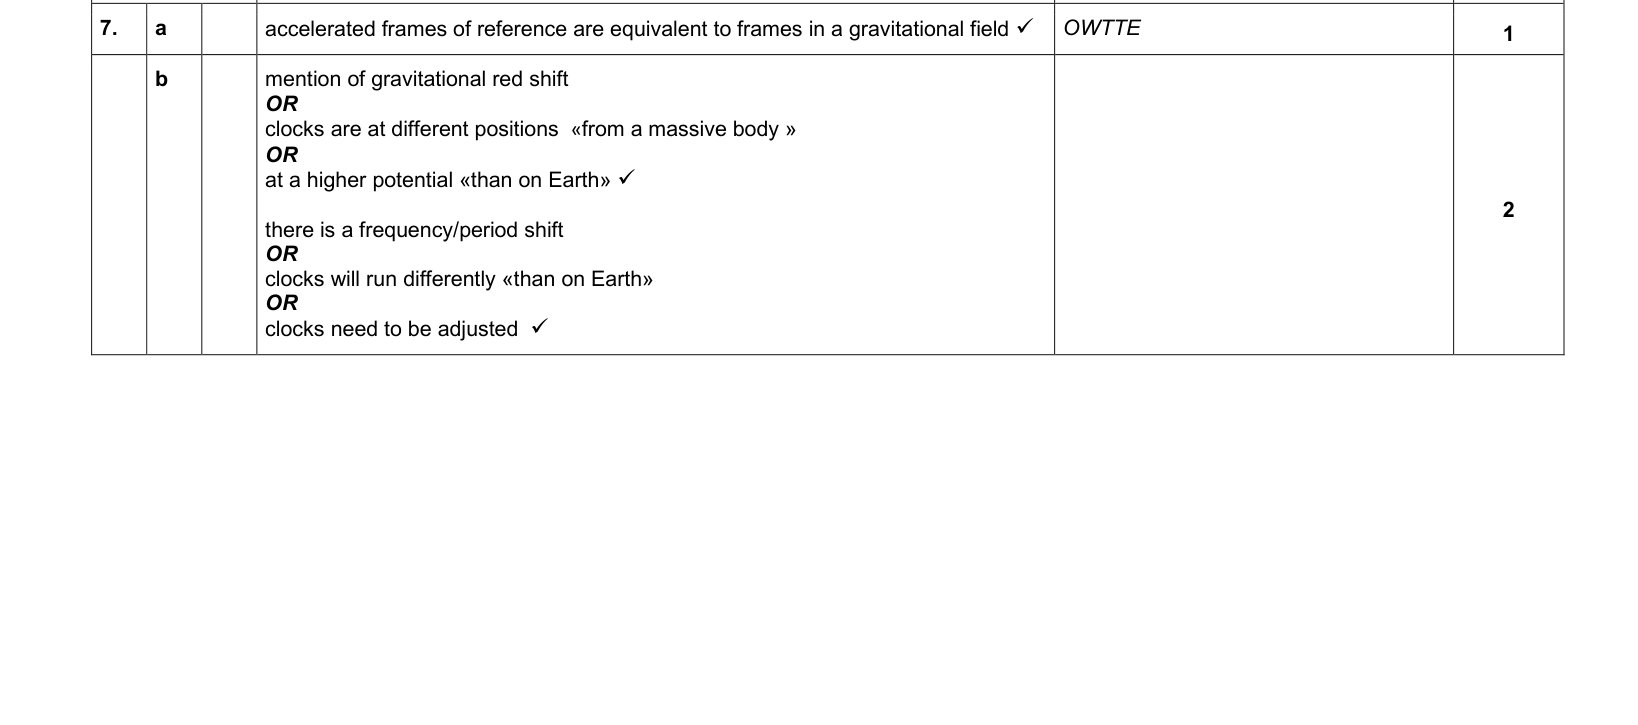 7. a accelerated frames of reference are equivalent to frames in a gravitational field ✓ OWTTE 1
b mention of gravitational red shift
OR
clocks are at different positions «from a massive body »
OR
at a higher potential «than on Earth» ✓
2
there is a frequency/period shift
OR
clocks will run differently «than on Earth»
OR
clocks need to be adjusted ✓